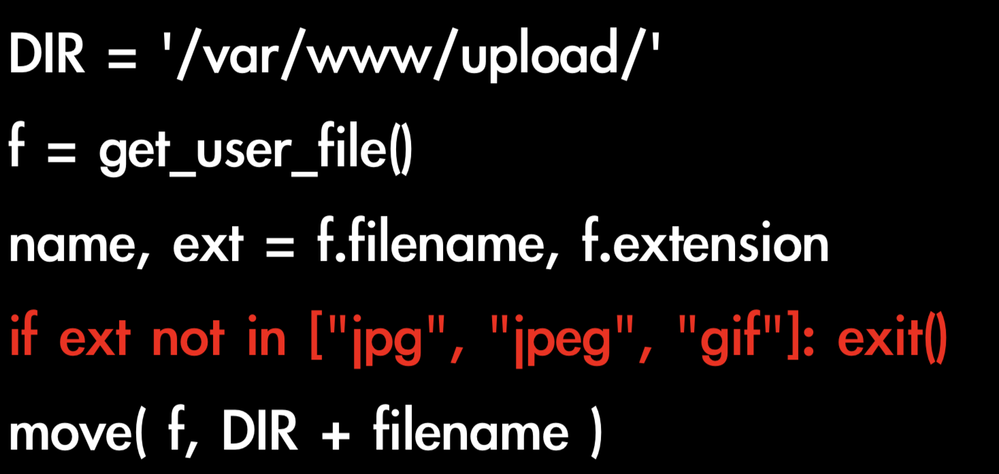 DIR = '/var/www/upload/'
f = get_user_file()
name, ext = f.filename, f.extension
if ext not in ["jpg", "jpeg", "gif"]: exit()
move( f, DIR + filename )